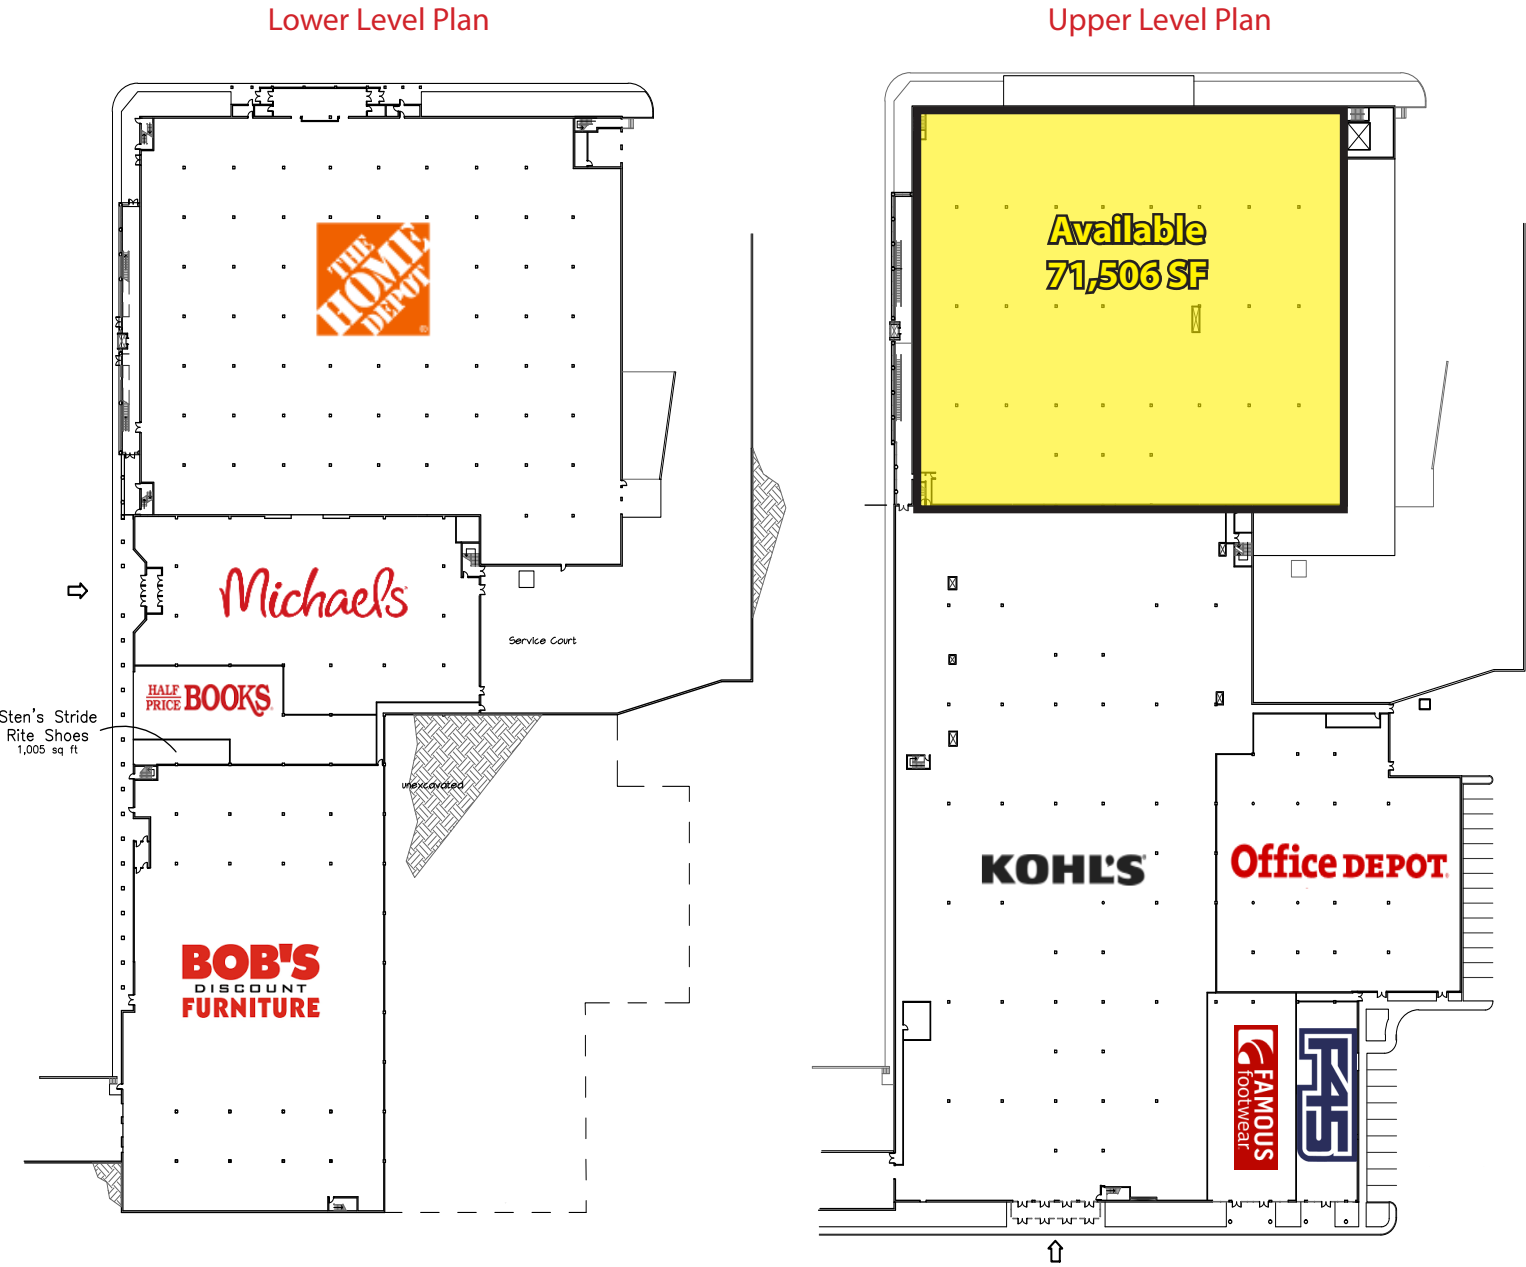 Lower Level Plan
Upper Level Plan
THE
HOME
DEPOT
®
Available
71,506 SF
Michaels
Service Court
HALF
PRICE BOOKS
Sten's Stride
Rite Shoes
1,005 sq ft
unexcavated
KOHL'S
Office DEPOT
BOB'S
DISCOUNT
FURNITURE
FAMOUS
footwear
F45